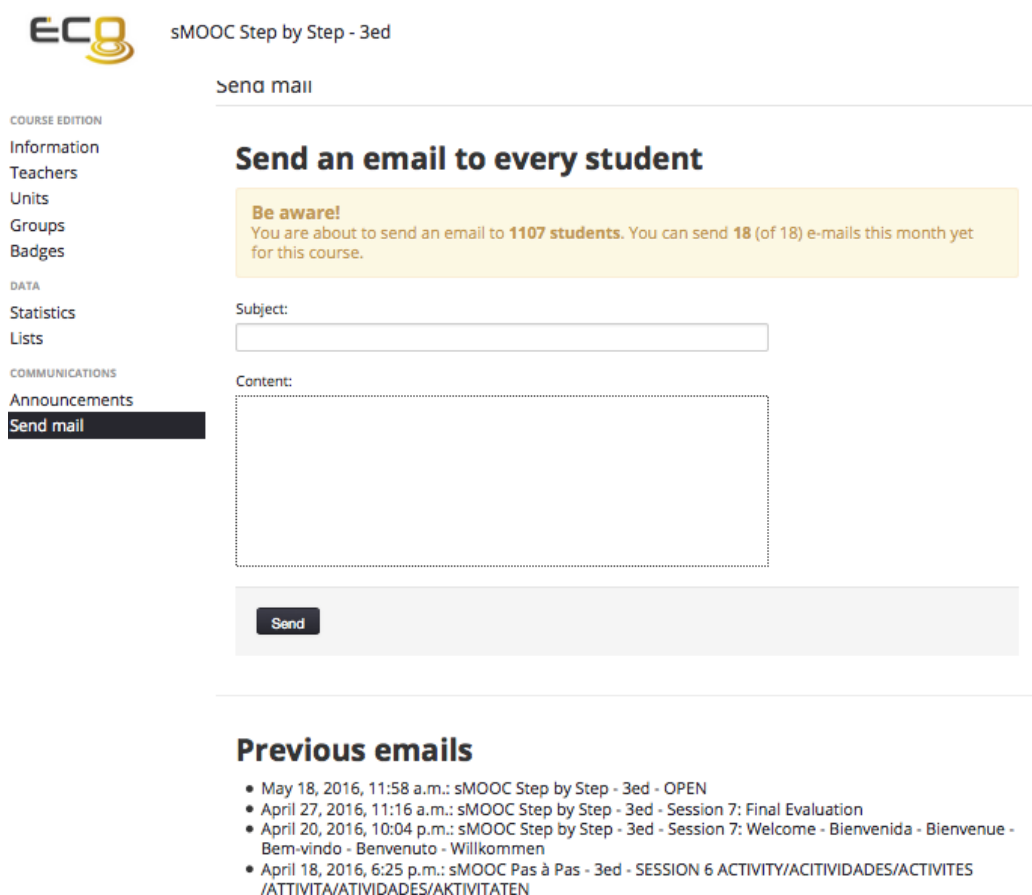 ECO
sMOOC Step by Step - 3ed
Send mail
COURSE EDITION
Information
Teachers
Units
Groups
Badges
DATA
Statistics
Lists
COMMUNICATIONS
Announcements
Send mail
Send an email to every student
Be aware!
You are about to send an email to 1107 students. You can send 18 (of 18) e-mails this month yet
for this course.
Subject:
Content:
Send
Previous emails
• May 18, 2016, 11:58 a.m.: sMOOC Step by Step - 3ed - OPEN
• April 27, 2016, 11:16 a.m.: sMOOC Step by Step - 3ed - Session 7: Final Evaluation
• April 20, 2016, 10:04 p.m.: sMOOC Step by Step - 3ed - Session 7: Welcome - Bienvenida - Bienvenue -
Bem-vindo - Benvenuto - Willkommen
• April 18, 2016, 6:25 p.m.: sMOOC Pas à Pas - 3ed - SESSION 6 ACTIVITY/ACITIVIDADES/ACTIVITES
/ATTIVITA/ATIVIDADES/AKTIVITATEN